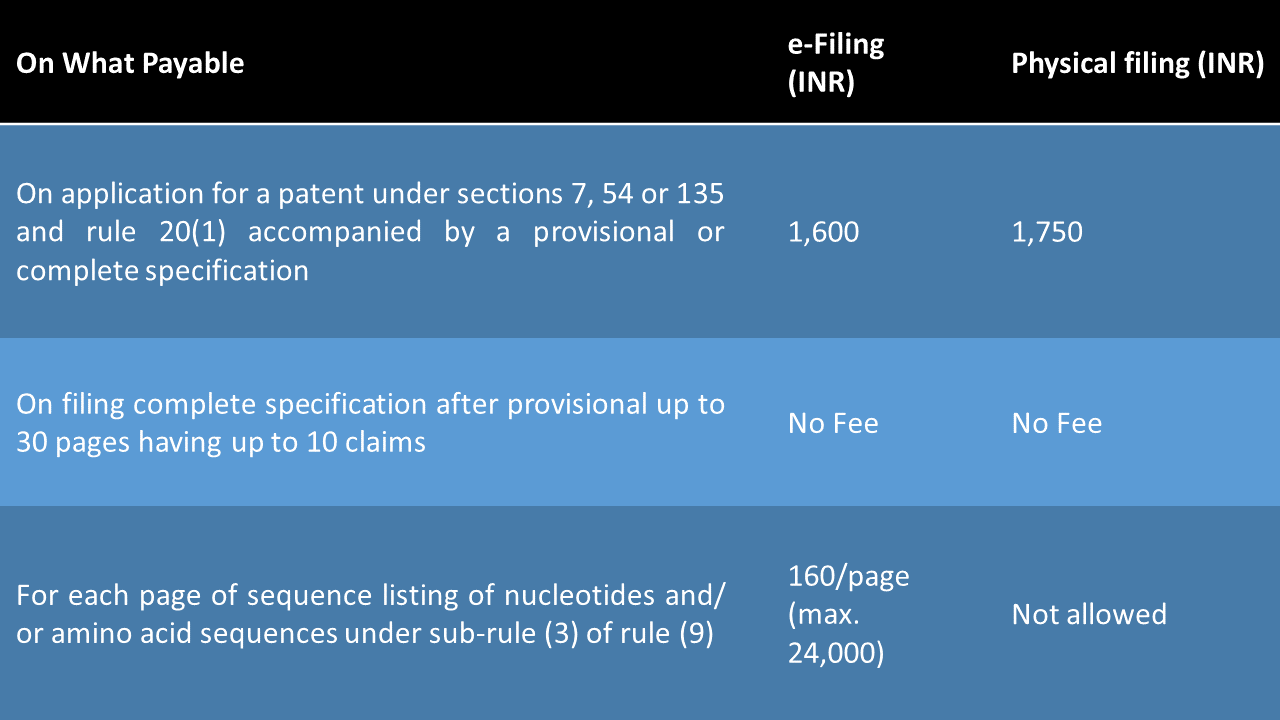 On What Payable
e-Filing
(INR)
Physical filing (INR)
On application for a patent under sections 7, 54 or 135
and rule 20(1) accompanied by a provisional or
complete specification
1,600
1,750
On filing complete specification after provisional up to
30 pages having up to 10 claims
No Fee
No Fee
For each page of sequence listing of nucleotides and/
or amino acid sequences under sub-rule (3) of rule (9)
160/page
(max.
24,000)
Not allowed